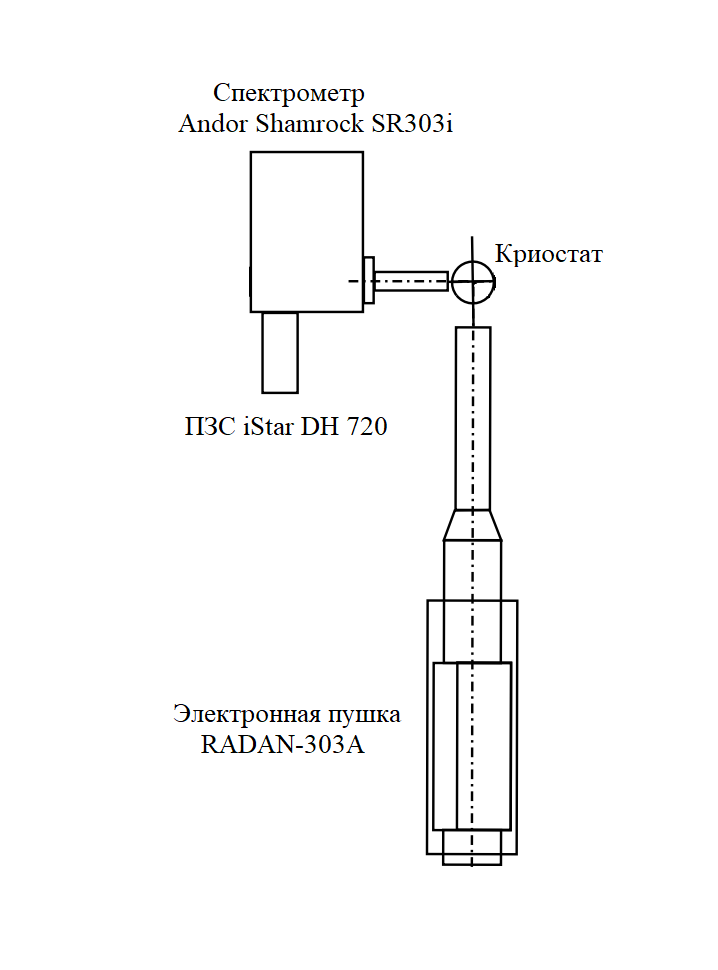 Спектрометр
Andor Shamrock SR303i
Криостат
ПЗС iStar DH 720
Электронная пушка
RADAN-303A